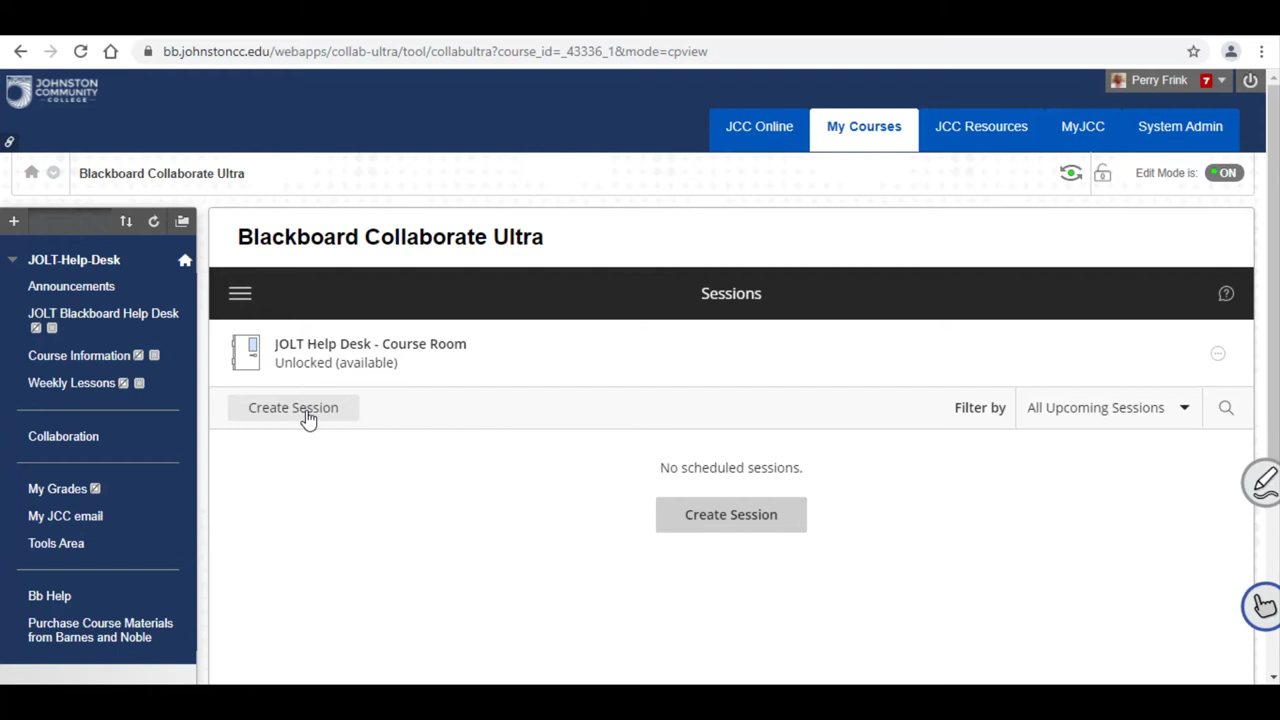 bb.johnstoncc.edu/webapps/collab-ultra/tool/collabultra?course_id=_43336_1&mode=cpview
JOHNSTON
COMMUNITY
COLLEGE
Perry Frink 7
JCC Online My Courses JCC Resources MyJCC System Admin
Blackboard Collaborate Ultra
Edit Mode is: ON
JOLT-Help-Desk
Announcements
JOLT Blackboard Help Desk
Course Information
Weekly Lessons
Collaboration
My Grades
My JCC email
Tools Area
Bb Help
Purchase Course Materials
from Barnes and Noble
Blackboard Collaborate Ultra
Sessions
JOLT Help Desk - Course Room
Unlocked (available)
Create Session
Filter by All Upcoming Sessions
No scheduled sessions.
Create Session